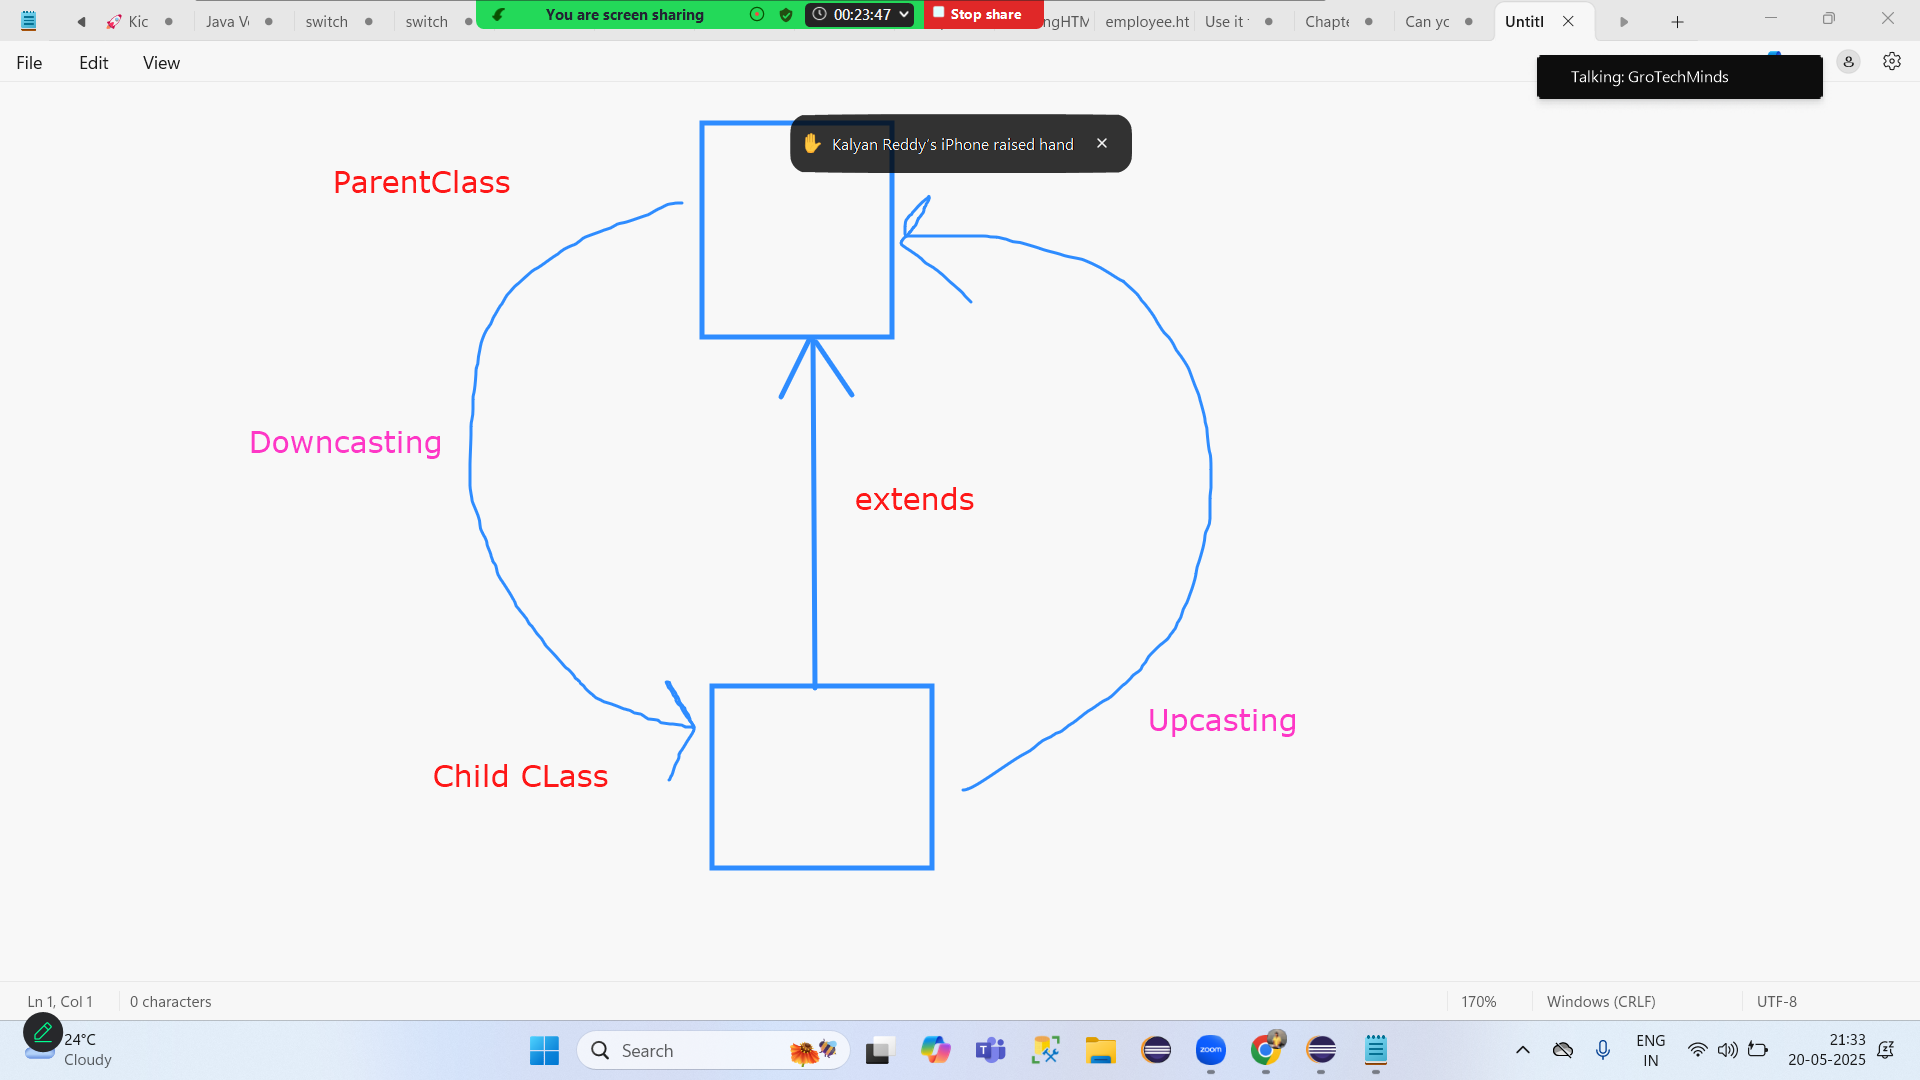 Kic
Java Ve
switch
switch
You are screen sharing
00:23:47
Stop share
ngHTM
employee.ht
Use it
Chapte
Can yc
Untitl
File
Edit
View
Talking: GroTechMinds
Kalyan Reddy's iPhone raised hand
ParentClass
Downcasting
extends
Upcasting
Child CLass
Ln 1, Col 1
0 characters
170%
Windows (CRLF)
UTF-8
24°C
Cloudy
Search
zoom
ENG
IN
21:33
20-05-2025